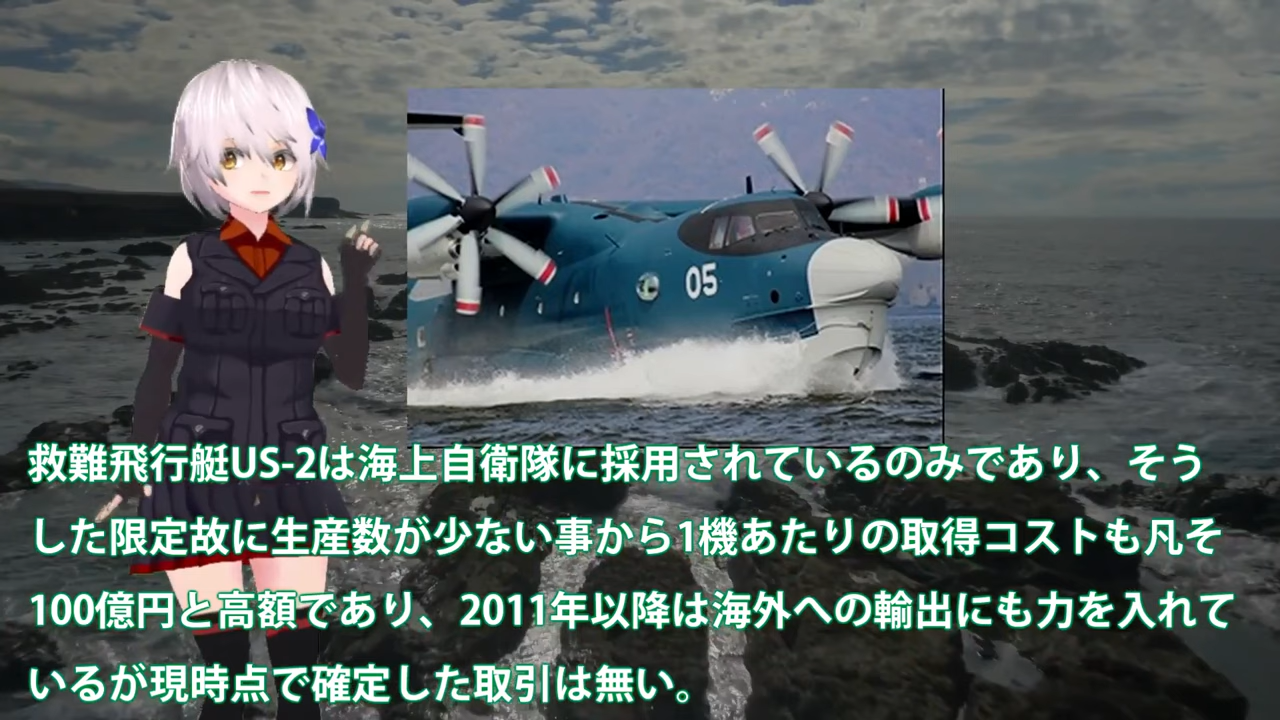 05
救難飛行艇US-2は海上自衛隊に採用されているのみであり、そう
した限定故に生産数が少ない事から1機あたりの取得コストも凡そ
100億円と高額であり、2011年以降は海外への輸出にも力を入れて
いるが現時点で確定した取引は無い。